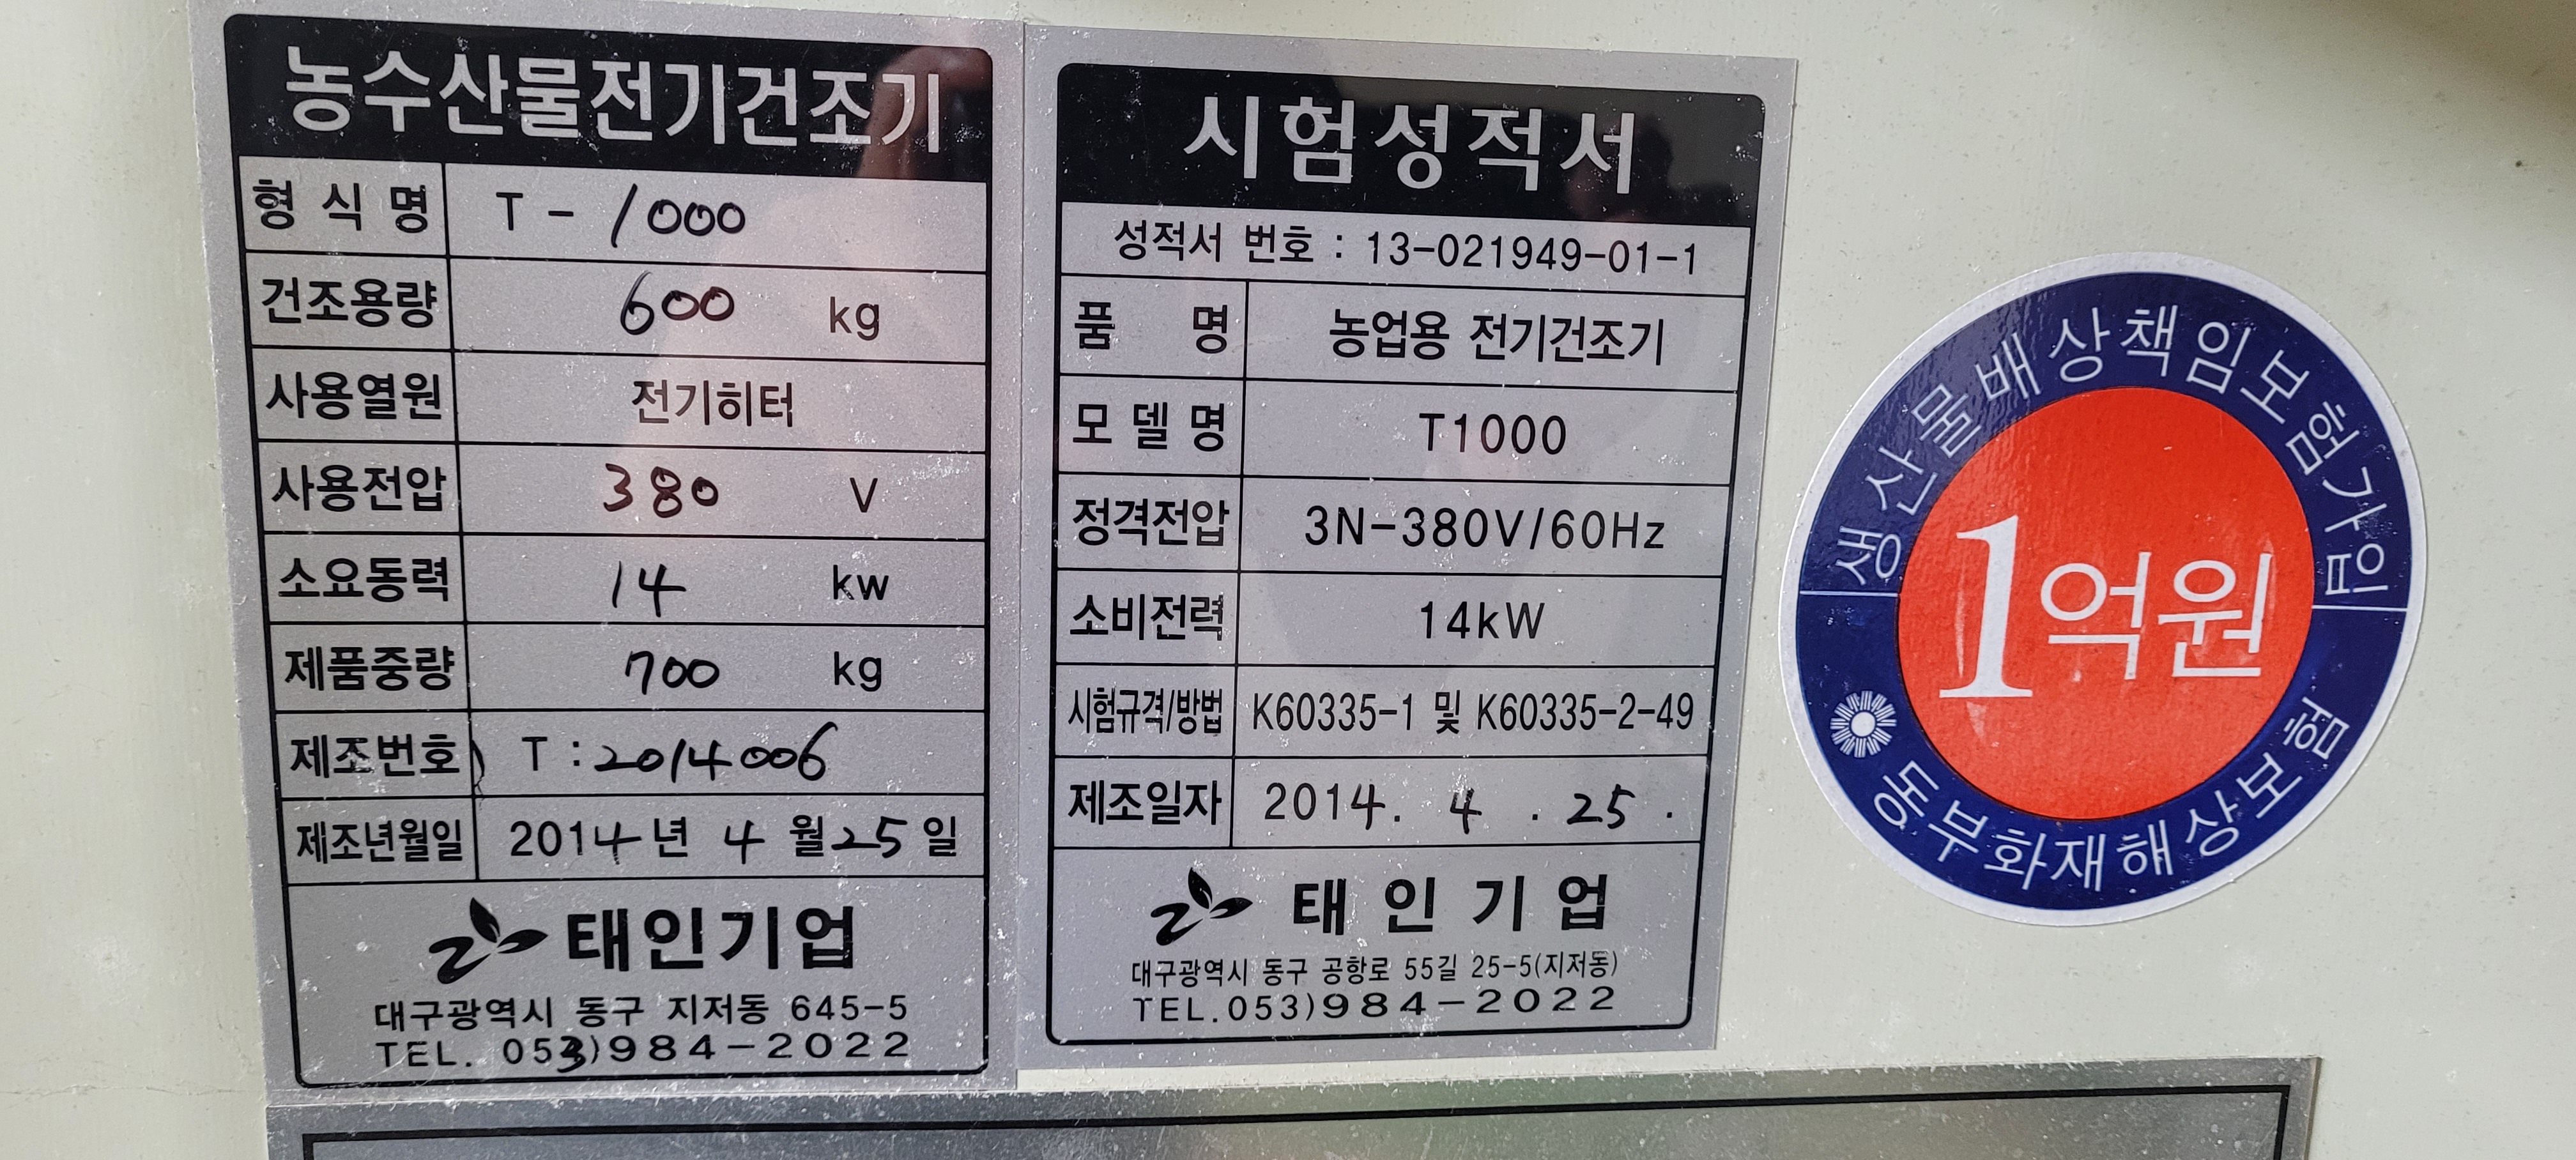 농수산물전기건조기
형 식 명 T - 1000
건조용량 600 kg
사용열원 전기히터
사용전압 380 V
소요동력 14 kw
제품중량 700 kg
제조번호 T : 2014006
제조년월일 2014년 4 월 25 일
태인기업
대구광역시 동구 지저동 645-5
TEL. 053)984-2022
시험성적서
성적서 번호 : 13-021949-01-1
품 명 농업용 전기건조기
모 델 명 T1000
정격전압 3N-380V/60Hz
소비전력 14kW
시험규격/방법 K60335-1 및 K60335-2-49
제조일자 2014. 4 . 25 .
태 인 기 업
대구광역시 동구 공항로 55길 25-5(지저동)
TEL.053)984-2022
생산물배상책임보험가입
1억원
동부화재해상보험